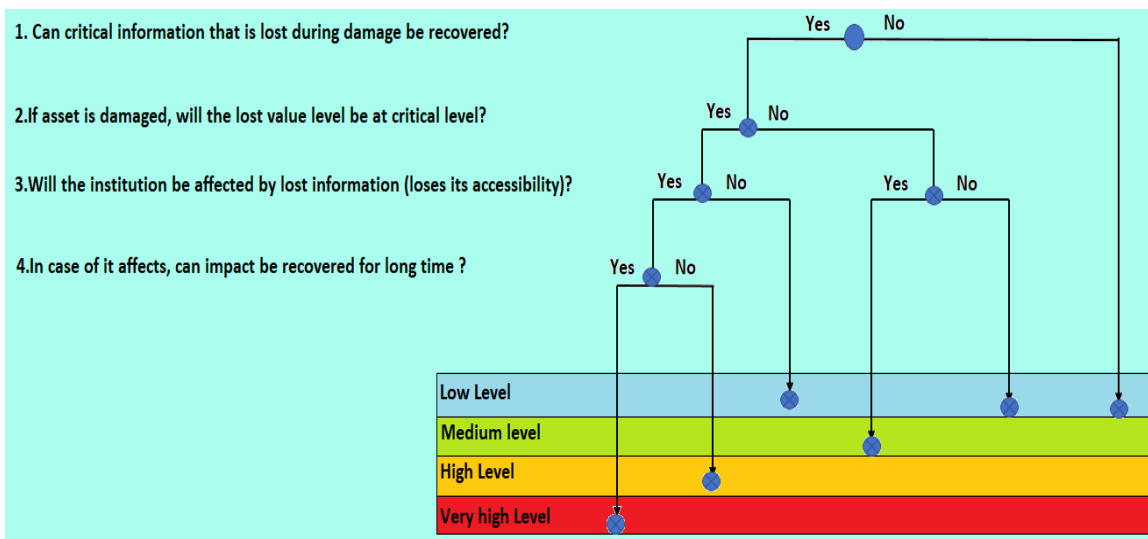 Yes No
1. Can critical information that is lost during damage be recovered?
2.If asset is damaged, will the lost value level be at critical level?
Yes No
3.Will the institution be affected by lost information (loses its accessibility)?
Yes No Yes No
4.In case of it affects, can impact be recovered for long time ?
Yes No
Low Level
Medium level
High Level
Very high Level